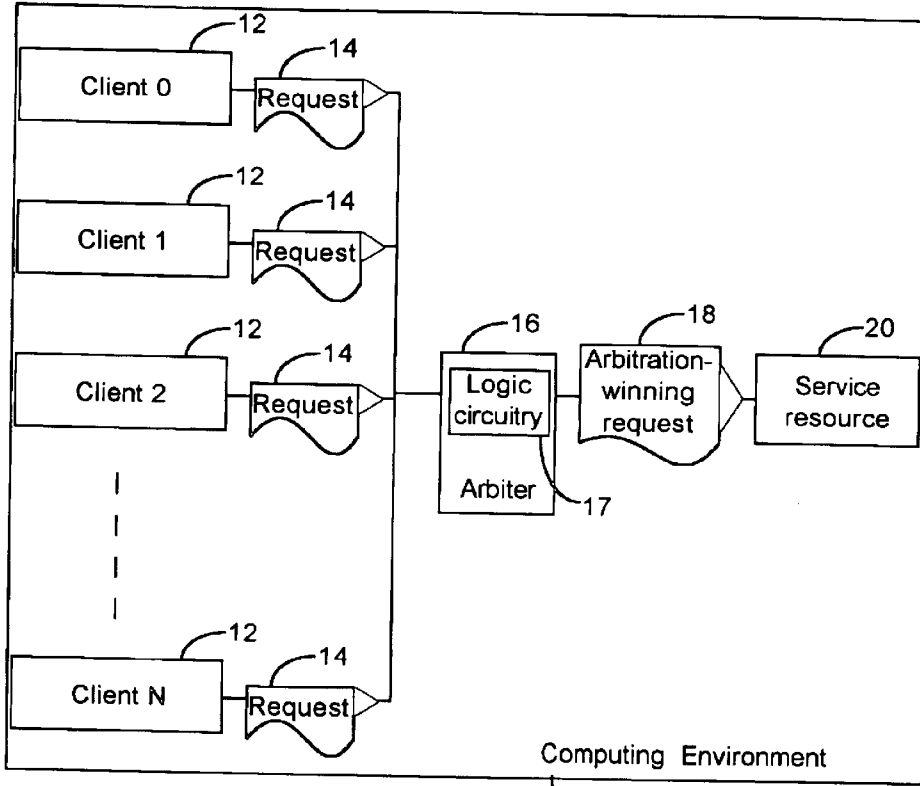 12
14
Client 0
Request
12
14
Client 1
Request
12
14
Client 2
Request
16
18
20
Logic
circuitry
Arbiter
17
Arbitration-
winning
request
Service
resource
12
14
Client N
Request
Computing Environment